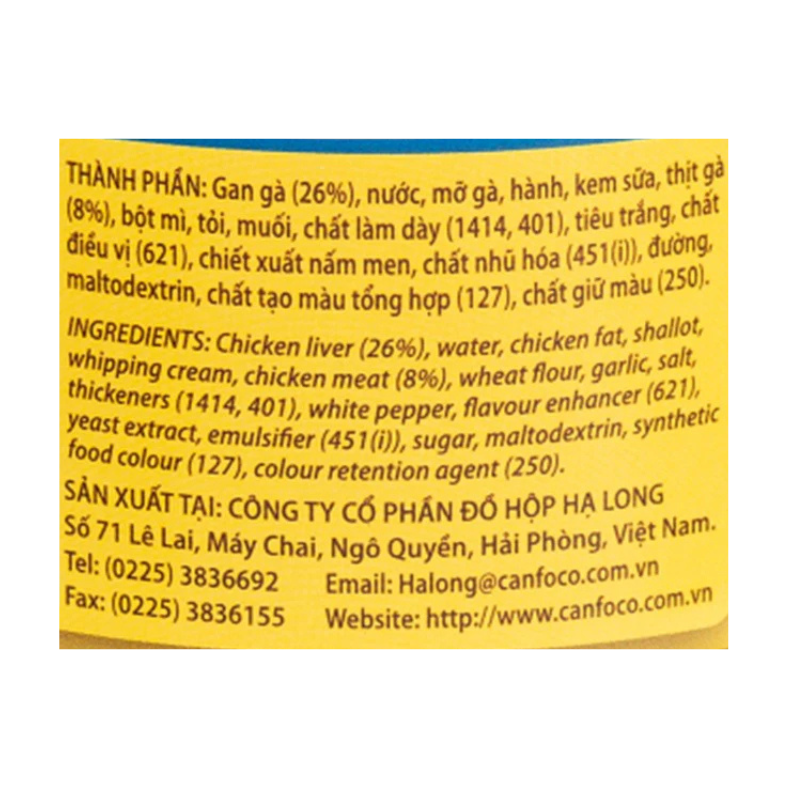 THÀNH PHẦN: Gan gà (26%), nước, mỡ gà, hành, kem sữa, thịt gà
(8%), bột mì, tỏi, muối, chất làm dày (1414, 401), tiêu trắng, chất
điều vị (621), chiết xuất nấm men, chất nhũ hóa (451(i)), đường,
maltodextrin, chất tạo màu tổng hợp (127), chất giữ màu (250).
INGREDIENTS: Chicken liver (26%), water, chicken fat, shallot,
whipping cream, chicken meat (8%), wheat flour, garlic, salt,
thickeners (1414, 401), white pepper, flavour enhancer (621),
yeast extract, emulsifier (451(i)), sugar, maltodextrin, synthetic
food colour (127), colour retention agent (250).
SẢN XUẤT TẠI: CÔNG TY CỔ PHẦN ĐỒ HỘP HẠ LONG
Số 71 Lê Lai, Máy Chai, Ngô Quyền, Hải Phòng, Việt Nam.
Tel: (0225) 3836692 Email: Halong@canfoco.com.vn
Fax: (0225) 3836155 Website: http://www.canfoco.com.vn